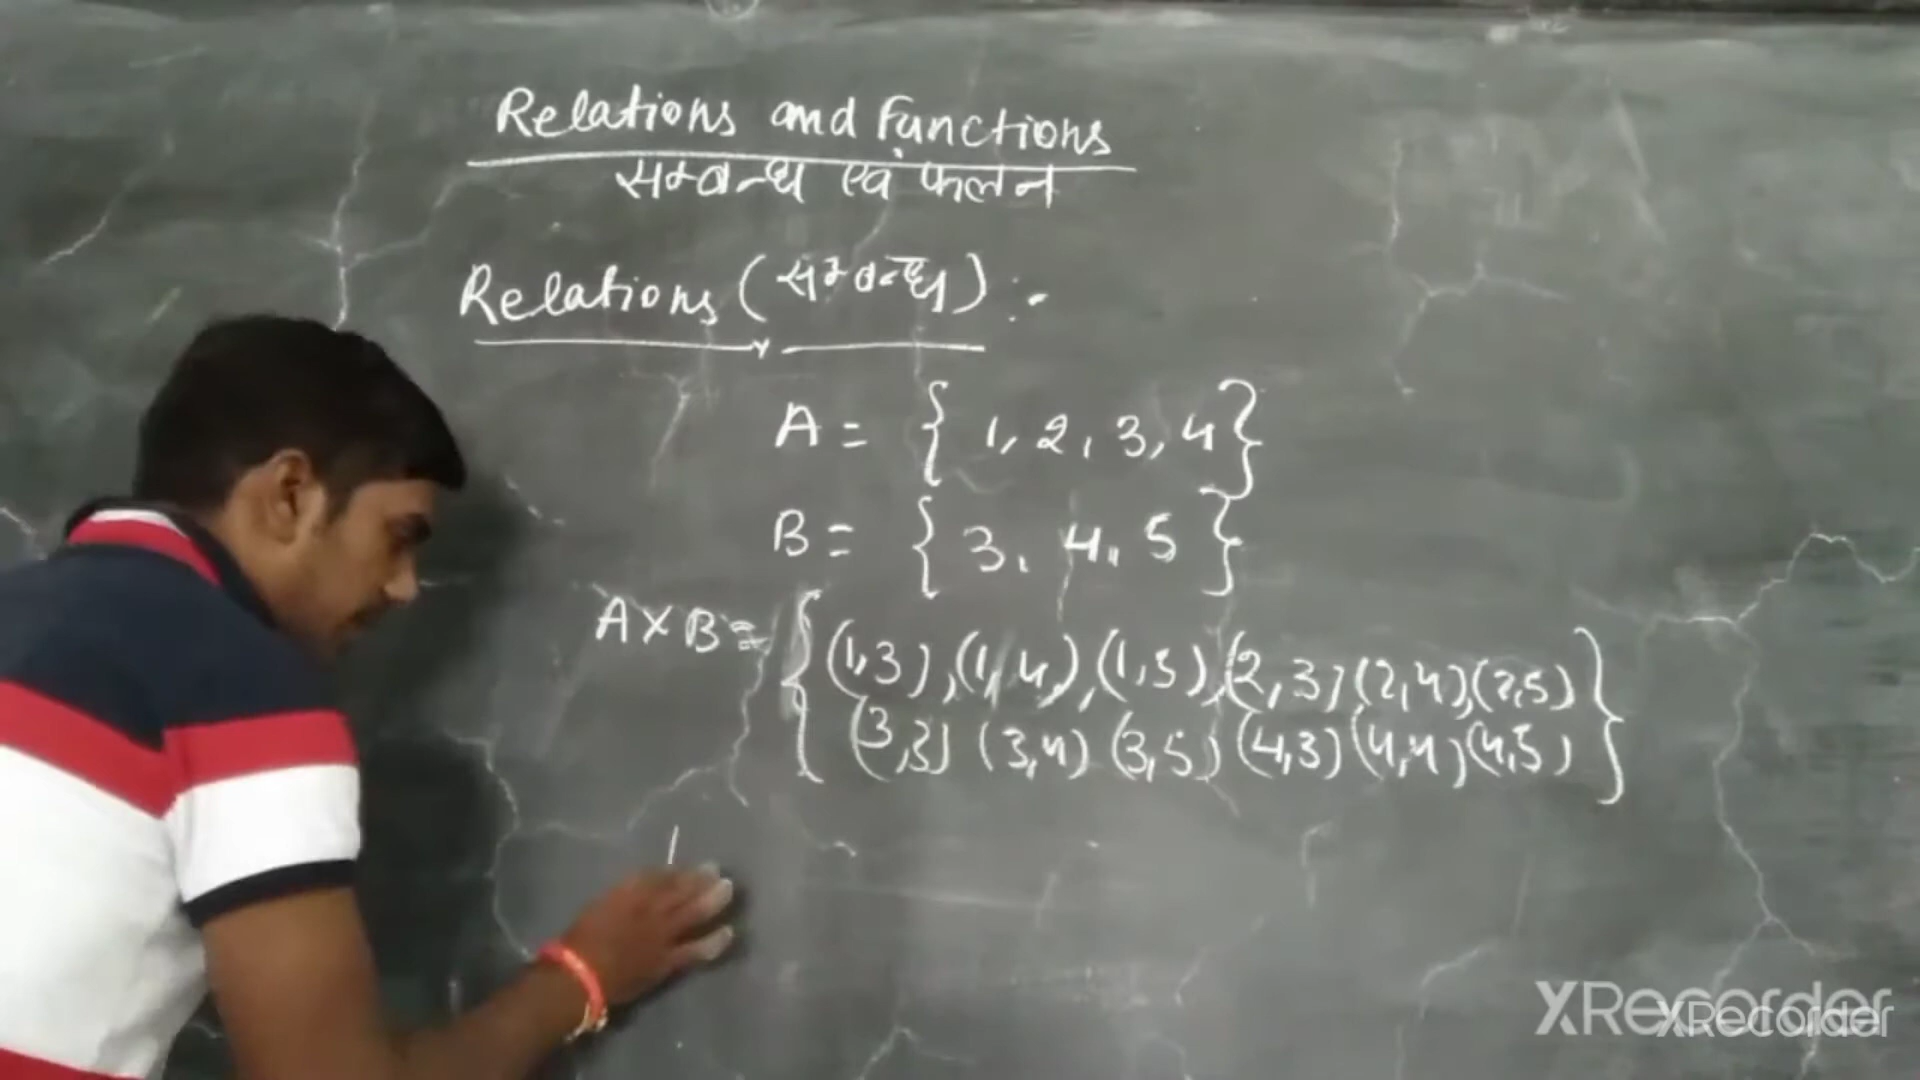 Relations and Functions
सम्बन्ध एवं फलन
Relations (सम्बन्ध) :-
A = { 1, 2, 3, 4 }
B = { 3, 4, 5 }
A X B = { (1,3), (1,4), (1,5), (2,3) (2,4), (2,5)
(3,3) (3,4) (3,5) (4,3) (4,4) (4,5) }
XRecorder
XRecorder